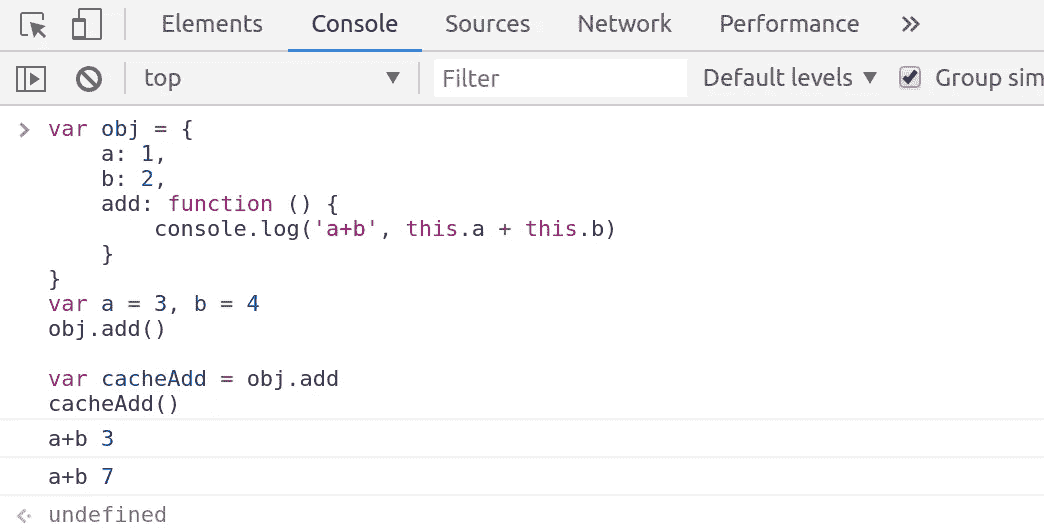 Elements Console Sources Network Performance »
top ▼ Filter Default levels ▼ Group sim
> var obj = {
    a: 1,
    b: 2,
    add: function () {
        console.log('a+b', this.a + this.b)
    }
}
var a = 3, b = 4
obj.add()

var cacheAdd = obj.add
cacheAdd()
a+b 3
a+b 7
undefined